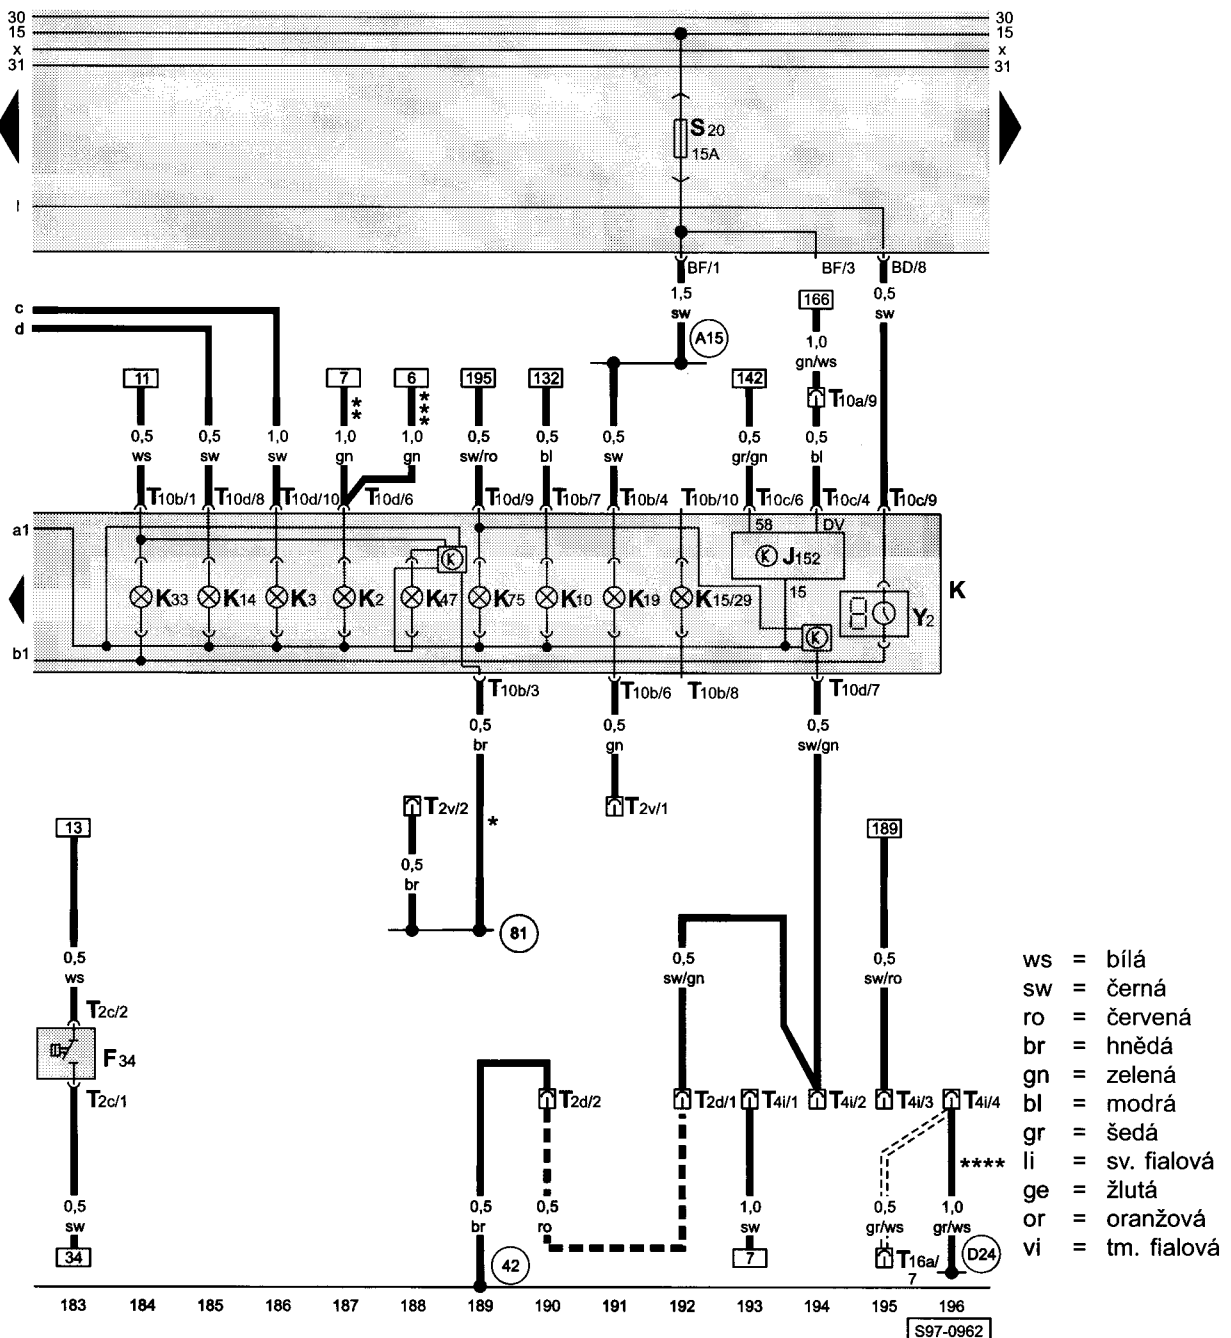 30 30
15 15
x x
31 31
S20
15A
l
BF/1 BF/3 BD/8
1,5 166 0,5
sw sw
c
d
A15
1,0
gn/ws
11 7 6 195 132 142
** *** T10a/9
0,5 0,5 1,0 1,0 1,0 0,5 0,5 0,5 0,5 0,5
ws sw sw gn gn sw/ro bl sw gr/gn bl
T10b/1 T10d/8 T10d/10 T10d/6 T10d/9 T10b/7 T10b/4 T10b/10 T10c/6 T10c/4 T10c/9
a1 58 DV
K K J152
15
K33 K14 K3 K2 K47 K75 K10 K19 K15/29 K
Y2
K
b1
T10b/3 T10b/6 T10b/8 T10d/7
0,5 0,5 0,5
br gn sw/gn
T2v/2 T2v/1
13 * 189
0,5
br
81
0,5 0,5 0,5
ws sw/gn sw/ro
T2c/2
F34
T2c/1
T2d/2 T2d/1 T4i/1 T4i/2 T4i/3 T4i/4
****
0,5 0,5 0,5 1,0 0,5 1,0
sw br ro sw gr/ws gr/ws
34 42 7 T16a/ D24
7
183 184 185 186 187 188 189 190 191 192 193 194 195 196
S97-0962
ws = bílá
sw = černá
ro = červená
br = hnědá
gn = zelená
bl = modrá
gr = šedá
li = sv. fialová
ge = žlutá
or = oranžová
vi = tm. fialová